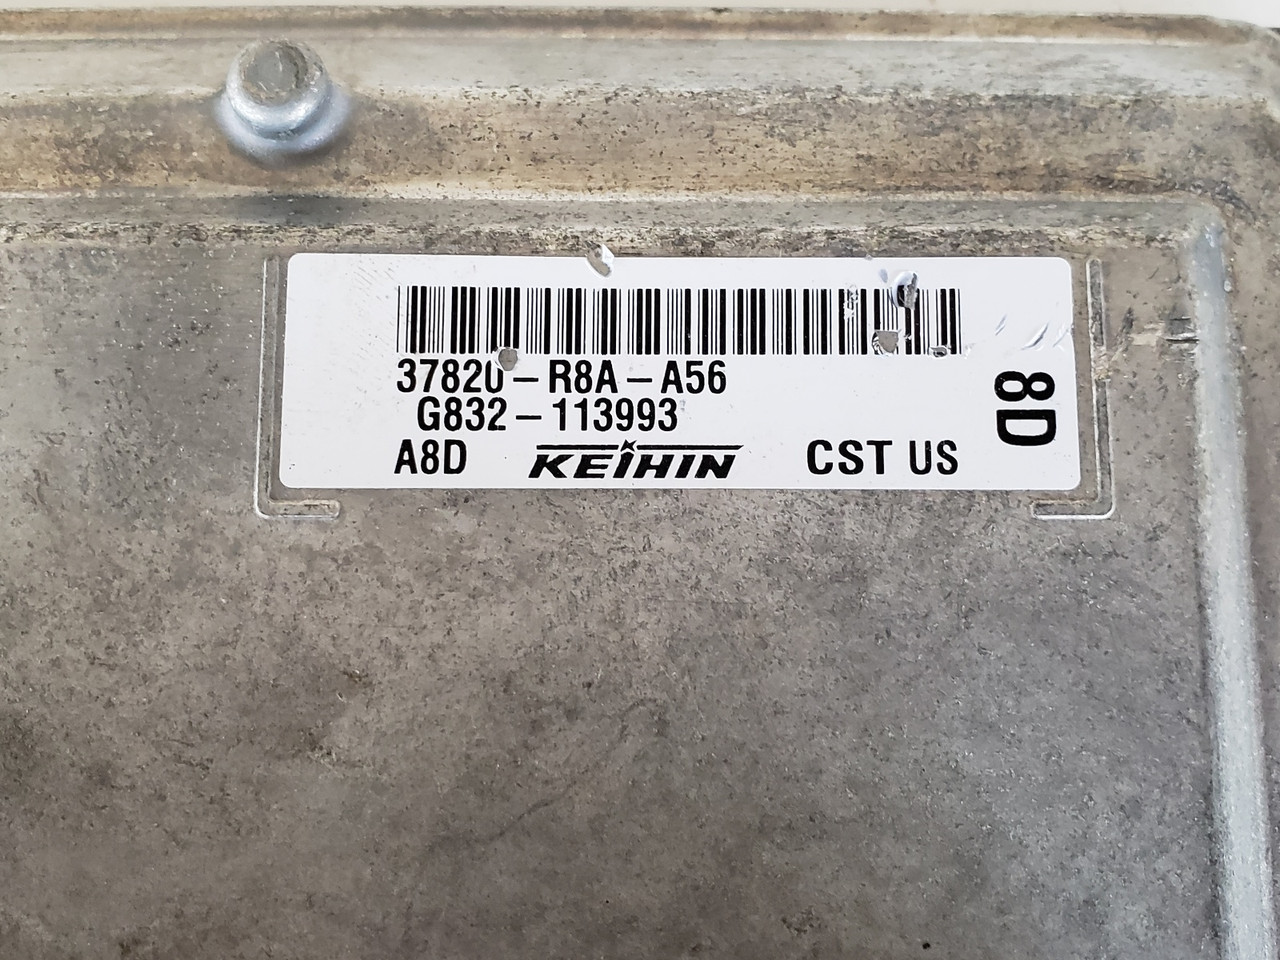 37820-R8A-A56
G832-113993
A8D KEIHIN CST US
8D